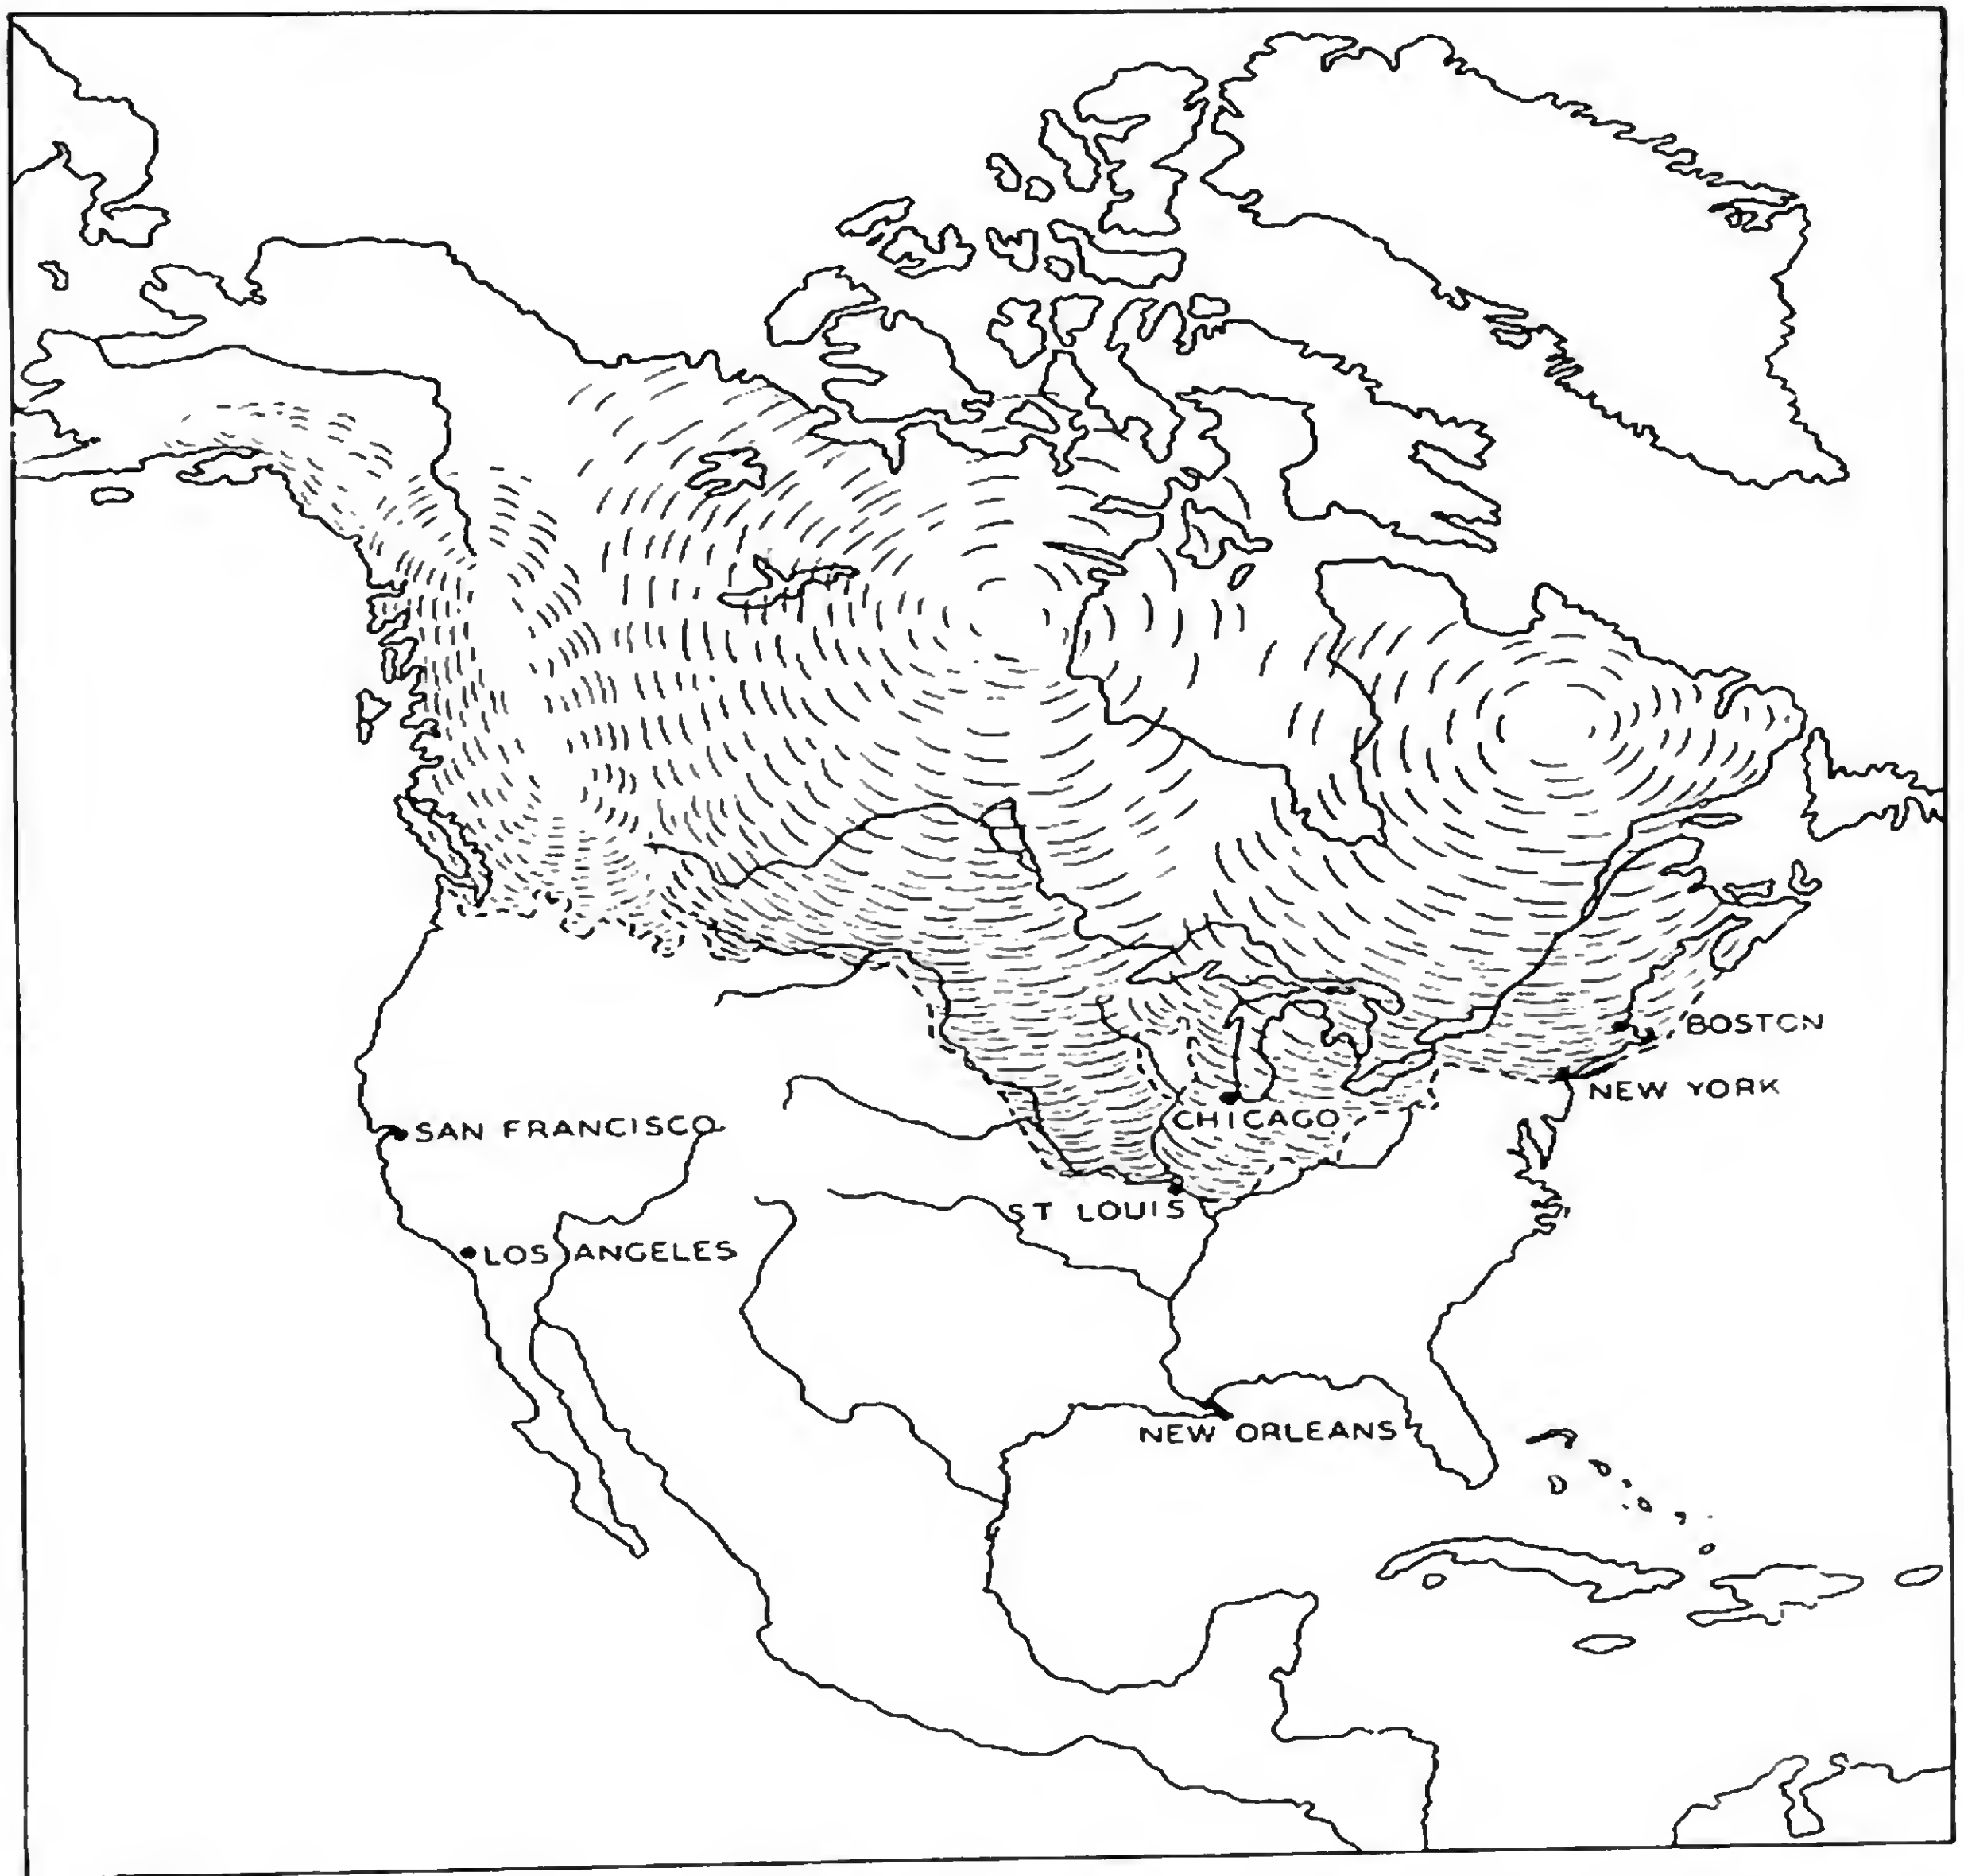 BOSTON
NEW YORK
CHICAGO
SAN FRANCISCO
ST LOUIS
LOS ANGELES
NEW ORLEANS